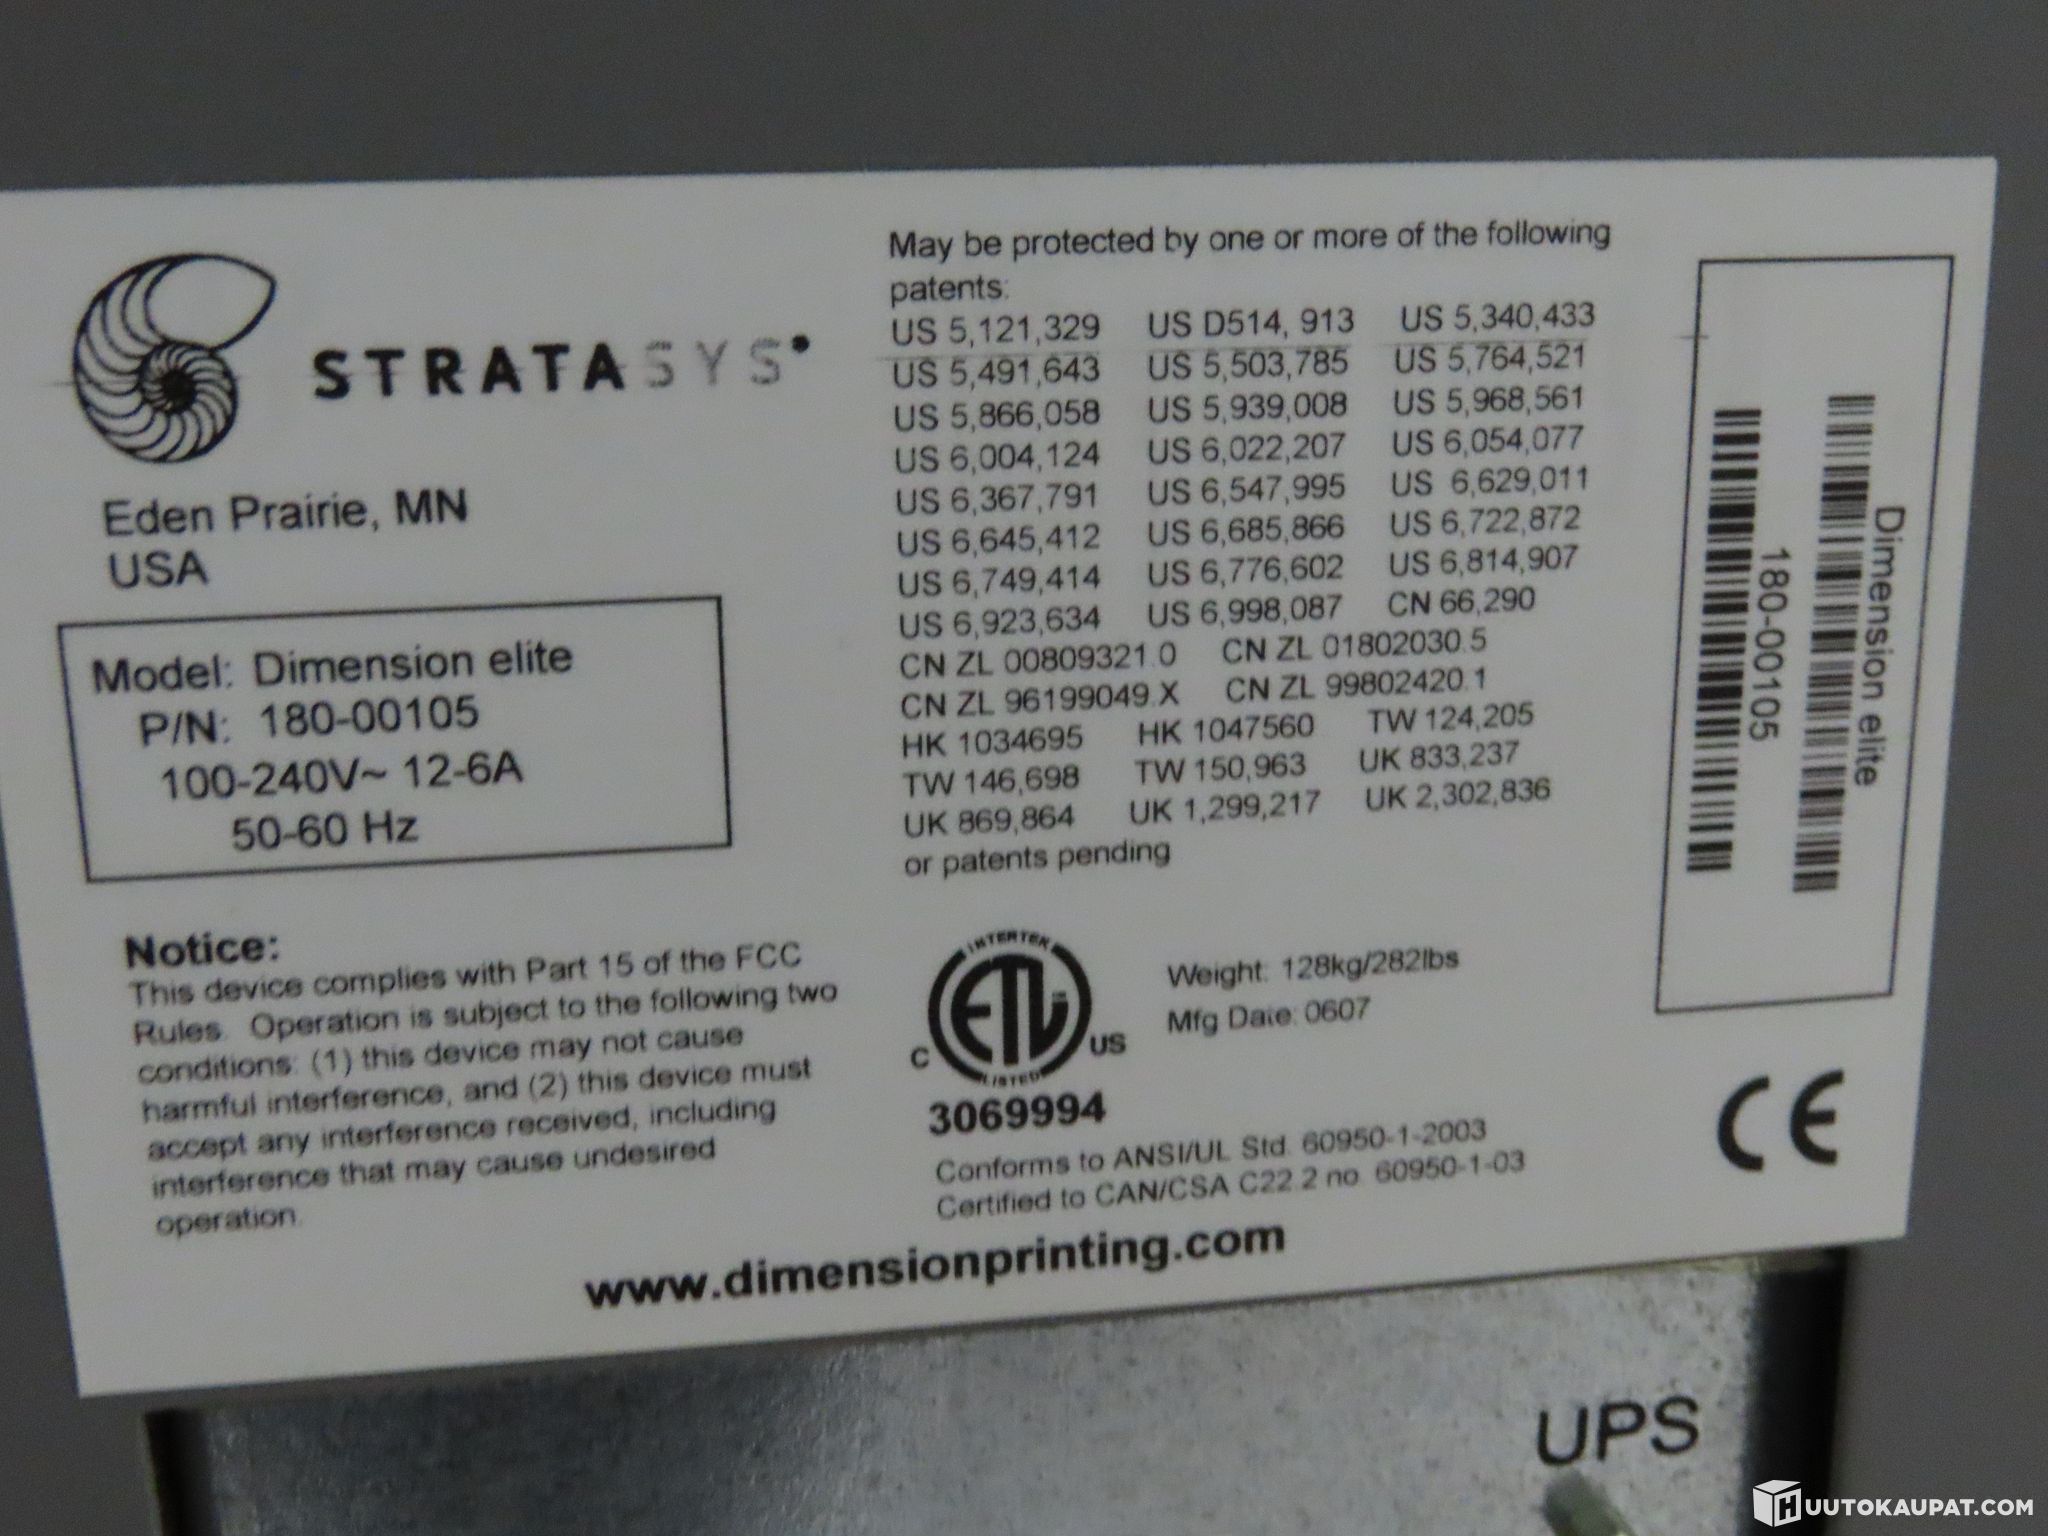 STRATASYS
Eden Prairie, MN
USA
Model: Dimension elite
P/N: 180-00105
100-240V~ 12-6A
50-60 Hz
Notice:
This device complies with Part 15 of the FCC
Rules. Operation is subject to the following two
conditions: (1) this device may not cause
harmful interference, and (2) this device must
accept any interference received, including
interference that may cause undesired
operation.
May be protected by one or more of the following
patents:
US 5,121,329 US D514, 913 US 5,340,433
US 5,491,643 US 5,503,785 US 5,764,521
US 5,866,058 US 5,939,008 US 5,968,561
US 6,004,124 US 6,022,207 US 6,054,077
US 6,367,791 US 6,547,995 US 6,629,011
US 6,645,412 US 6,685,866 US 6,722,872
US 6,749,414 US 6,776,602 US 6,814,907
US 6,923,634 US 6,998,087 CN 66,290
CN ZL 00809321.0 CN ZL 01802030.5
CN ZL 96199049.X CN ZL 99802420.1
HK 1034695 HK 1047560 TW 124,205
TW 146,698 TW 150,963 UK 833,237
UK 869,864 UK 1,299,217 UK 2,302,836
or patents pending
INTERTEK
ETL
LISTED
C US
3069994
Weight: 128kg/282lbs
Mfg Date: 0607
Conforms to ANSI/UL Std. 60950-1-2003
Certified to CAN/CSA C22.2 no. 60950-1-03
www.dimensionprinting.com
Dimension elite
180-00105
CE
UPS
HUUTOKAUPAT.COM